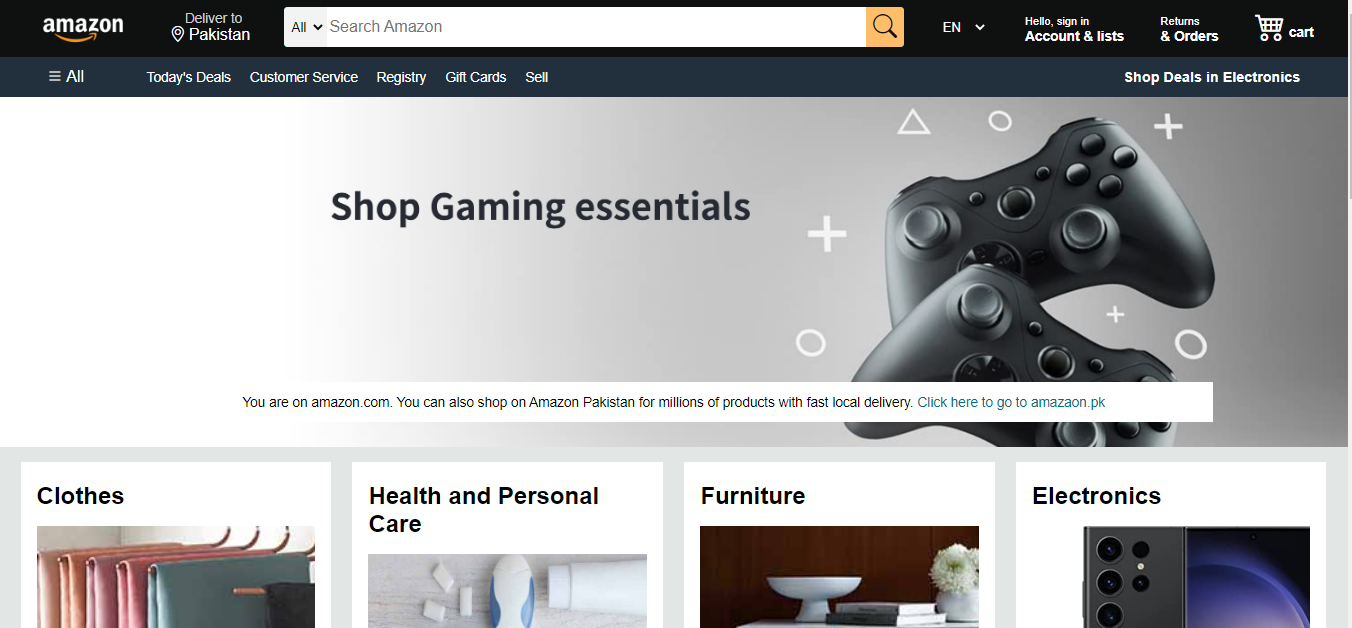 amazon
Deliver to
Pakistan
All
Search Amazon
EN
Hello, sign in
Account & lists
Returns
& Orders
cart
All
Today's Deals
Customer Service
Registry
Gift Cards
Sell
Shop Deals in Electronics
Shop Gaming essentials
You are on amazon.com. You can also shop on Amazon Pakistan for millions of products with fast local delivery. Click here to go to amazaon.pk
Clothes
Health and Personal
Care
Furniture
Electronics